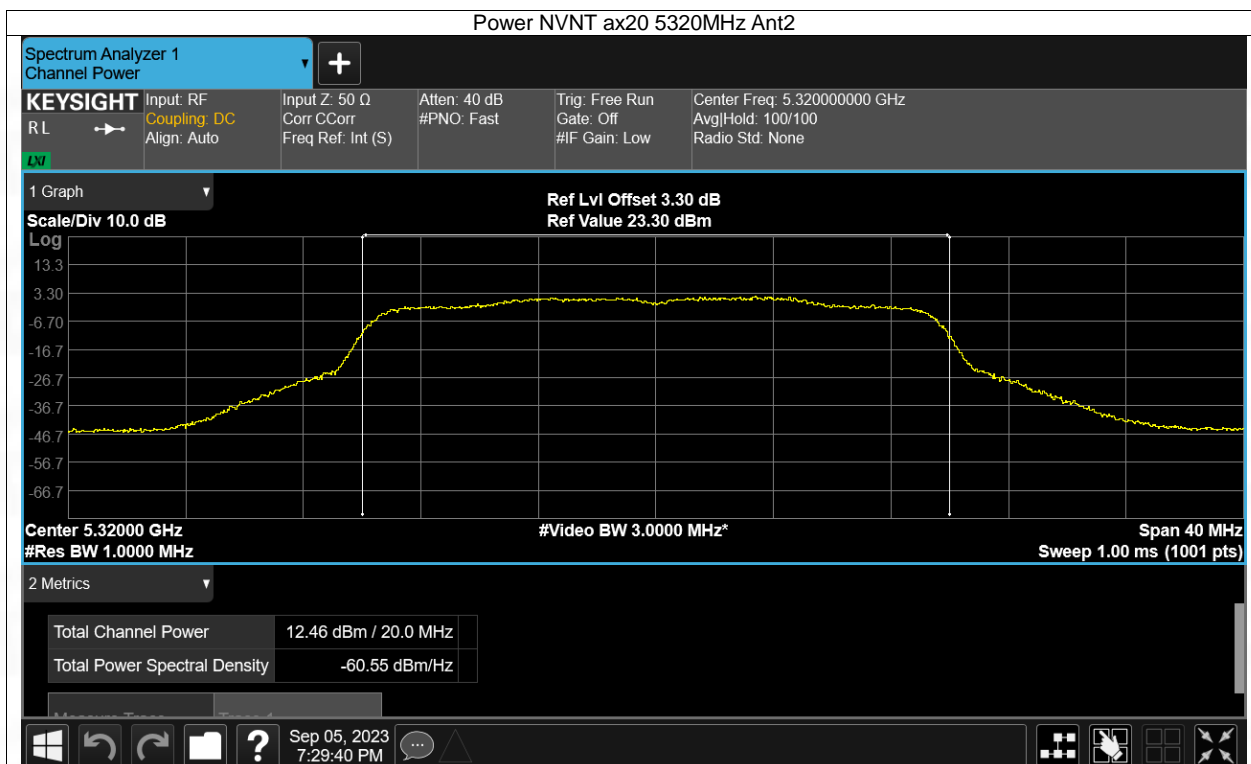 Power NVNT ax20 5320MHz Ant2
Spectrum Analyzer 1
Channel Power
KEYSIGHT
RL
LXI
Input: RF
Coupling: DC
Align: Auto
Input Z: 50 Ω
Corr CCorr
Freq Ref: Int (S)
Atten: 40 dB
#PNO: Fast
Trig: Free Run
Gate: Off
#IF Gain: Low
Center Freq: 5.320000000 GHz
Avg|Hold: 100/100
Radio Std: None
1 Graph
Scale/Div 10.0 dB
Ref Lvl Offset 3.30 dB
Ref Value 23.30 dBm
Log
13.3
3.30
-6.70
-16.7
-26.7
-36.7
-46.7
-56.7
-66.7
Center 5.32000 GHz
#Video BW 3.0000 MHz*
Span 40 MHz
#Res BW 1.0000 MHz
Sweep 1.00 ms (1001 pts)
2 Metrics
Total Channel Power 12.46 dBm / 20.0 MHz
Total Power Spectral Density -60.55 dBm/Hz
Sep 05, 2023
7:29:40 PM